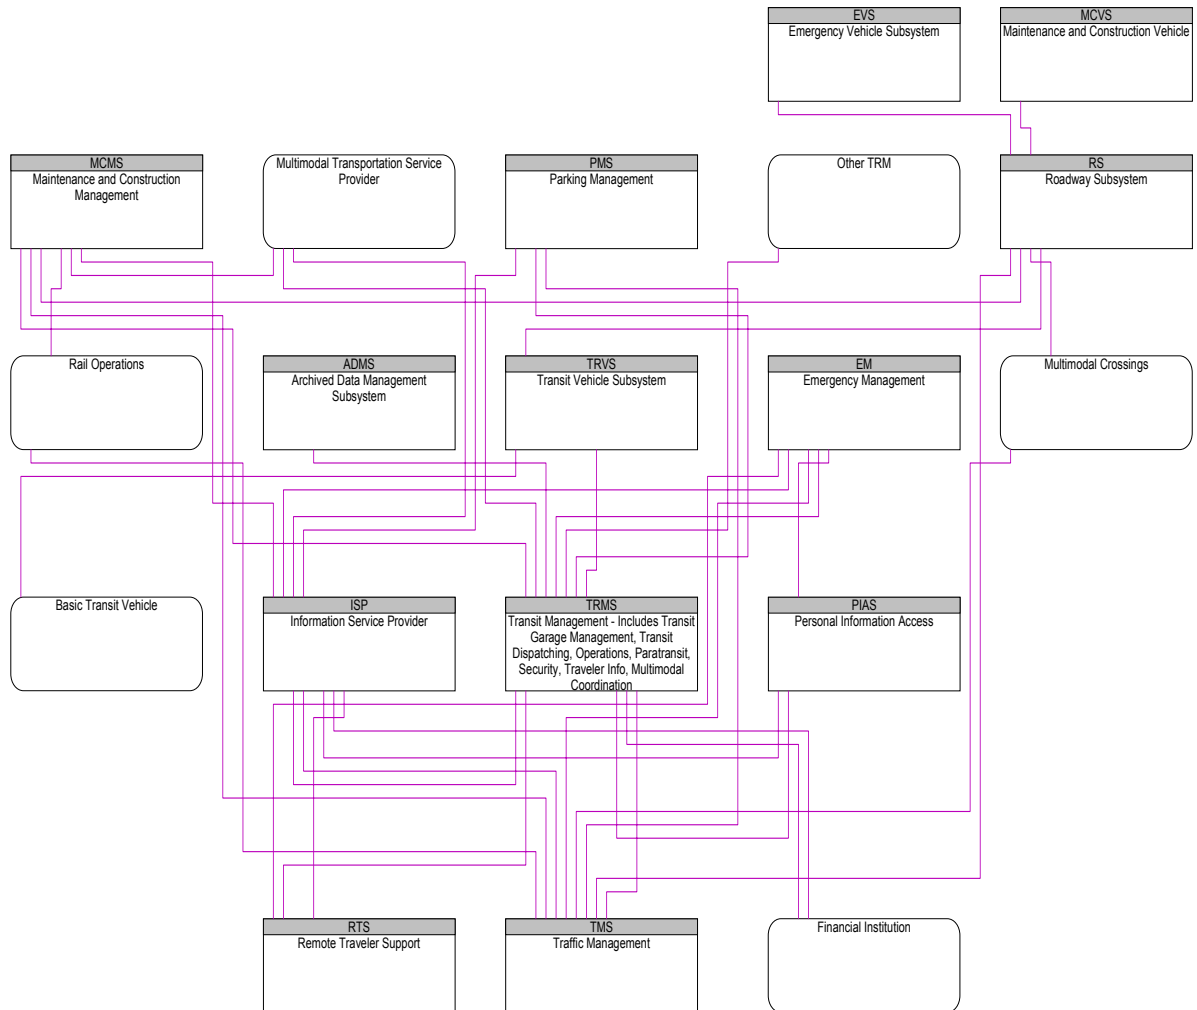 EVS
Emergency Vehicle Subsystem
MCVS
Maintenance and Construction Vehicle
MCMS
Maintenance and Construction
Management
Multimodal Transportation Service
Provider
PMS
Parking Management
Other TRM
RS
Roadway Subsystem
Rail Operations
ADMS
Archived Data Management
Subsystem
TRVS
Transit Vehicle Subsystem
EM
Emergency Management
Multimodal Crossings
Basic Transit Vehicle
ISP
Information Service Provider
TRMS
Transit Management - Includes Transit
Garage Management, Transit
Dispatching, Operations, Paratransit,
Security, Traveler Info, Multimodal
Coordination
PIAS
Personal Information Access
RTS
Remote Traveler Support
TMS
Traffic Management
Financial Institution